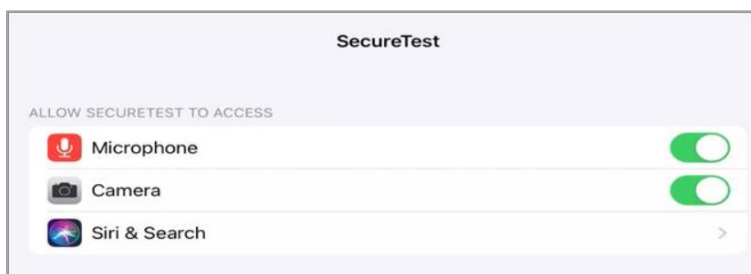 SecureTest
ALLOW SECURETEST TO ACCESS
Microphone
Camera
Siri & Search